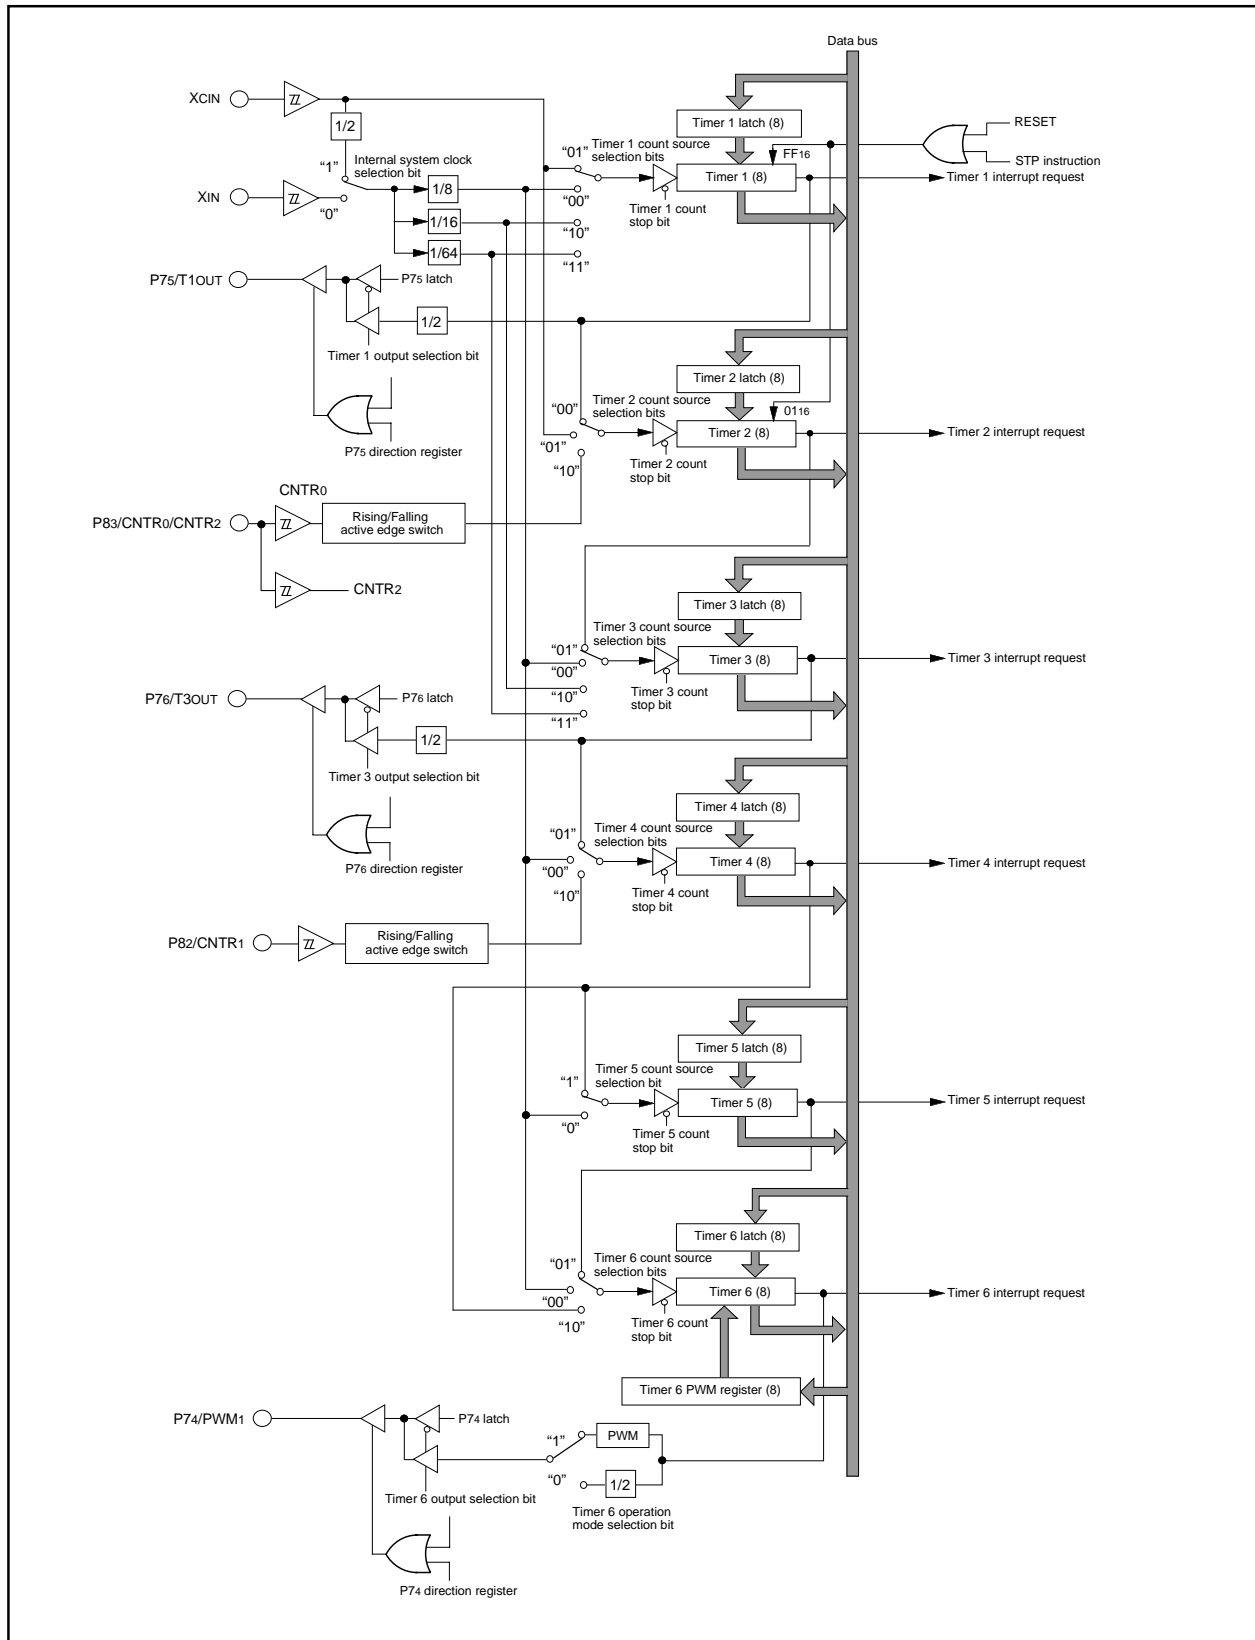 Data bus
XCIN
1/2
Timer 1 latch (8)
RESET
STP instruction
"01"
Timer 1 count source
selection bits
FF16
"1"
Internal system clock
selection bit
Timer 1 (8)
Timer 1 interrupt request
1/8
XIN
"0"
"00"
Timer 1 count
stop bit
1/16
"10"
1/64
"11"
P75/T1OUT
P75 latch
1/2
Timer 1 output selection bit
Timer 2 latch (8)
"00"
Timer 2 count source
selection bits
0116
Timer 2 (8)
Timer 2 interrupt request
P75 direction register
"01"
"10"
Timer 2 count
stop bit
CNTR0
P83/CNTR0/CNTR2
Rising/Falling
active edge switch
CNTR2
Timer 3 latch (8)
Timer 3 count source
selection bits
"01"
Timer 3 (8)
Timer 3 interrupt request
"00"
"10"
Timer 3 count
stop bit
P76/T3OUT
P76 latch
"11"
1/2
Timer 3 output selection bit
Timer 4 latch (8)
"01"
Timer 4 count source
selection bits
Timer 4 (8)
Timer 4 interrupt request
P76 direction register
"00"
"10"
Timer 4 count
stop bit
P82/CNTR1
Rising/Falling
active edge switch
Timer 5 latch (8)
"1"
Timer 5 count source
selection bit
Timer 5 (8)
Timer 5 interrupt request
"0"
Timer 5 count
stop bit
Timer 6 latch (8)
"01"
Timer 6 count source
selection bits
Timer 6 (8)
Timer 6 interrupt request
"00"
"10"
Timer 6 count
stop bit
Timer 6 PWM register (8)
P74/PWM1
P74 latch
"1"
PWM
"0"
1/2
Timer 6 output selection bit
Timer 6 operation
mode selection bit
P74 direction register